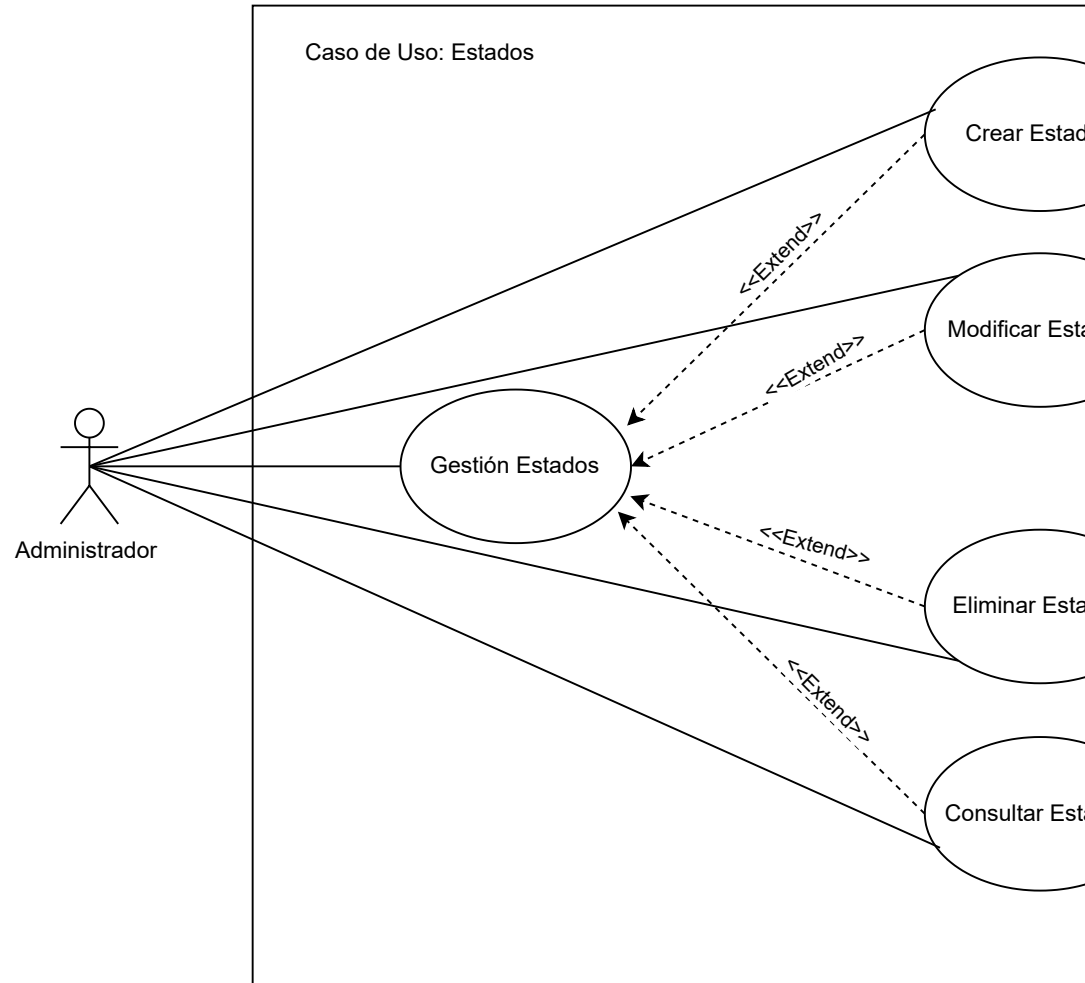 Caso de Uso: Estados
Crear Estad
<<Extend>>
Modificar Esta
<<Extend>>
Gestión Estados
Administrador
<<Extend>>
Eliminar Esta
<<Extend>>
Consultar Esta